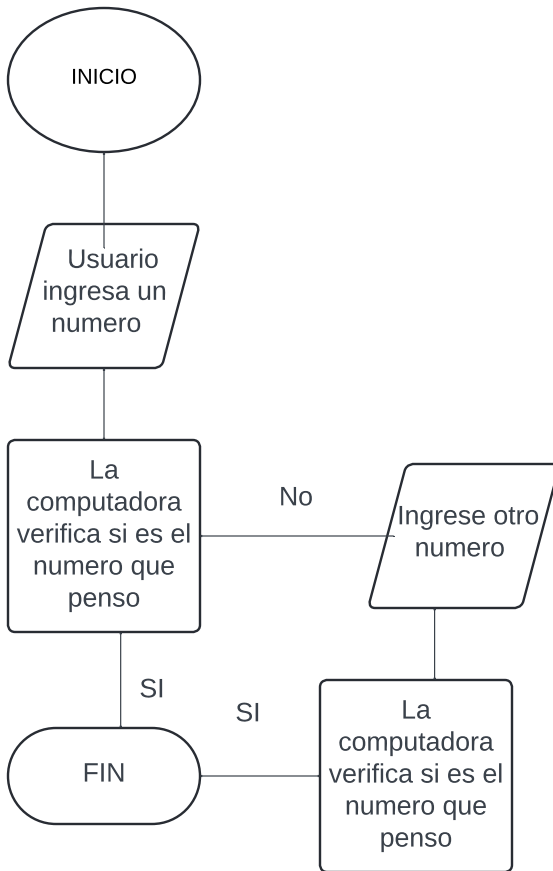 INICIO
Usuario
ingresa un
numero
La
computadora
verifica si es el
numero que
penso
No
Ingrese otro
numero
SI
SI
FIN
La
computadora
verifica si es el
numero que
penso